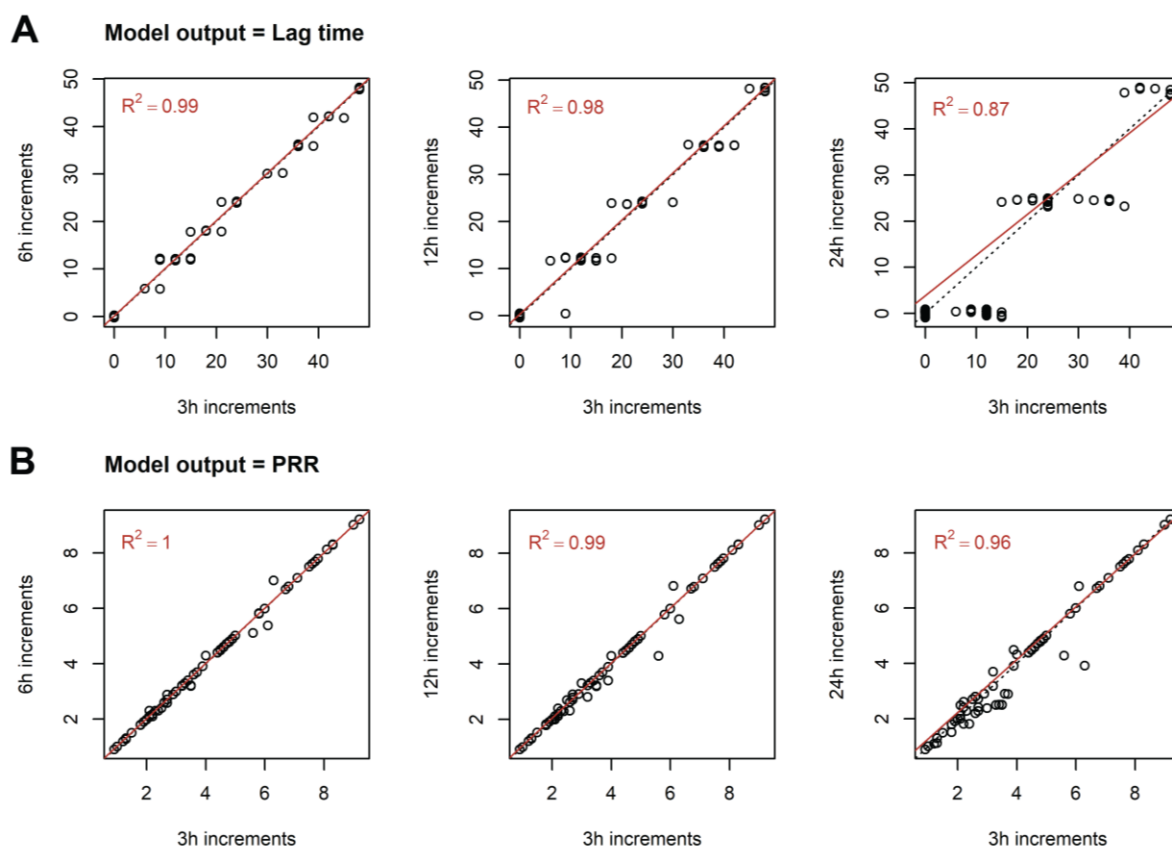 A Model output = Lag time
R² = 0.99
R² = 0.98
R² = 0.87
50
40
30
20
10
0
6h increments
50
40
30
20
10
0
12h increments
50
40
30
20
10
0
24h increments
0 10 20 30 40
0 10 20 30 40
0 10 20 30 40
3h increments
3h increments
3h increments
B Model output = PRR
R² = 1
R² = 0.99
R² = 0.96
8
6
4
2
6h increments
8
6
4
2
12h increments
8
6
4
2
24h increments
2 4 6 8
2 4 6 8
2 4 6 8
3h increments
3h increments
3h increments